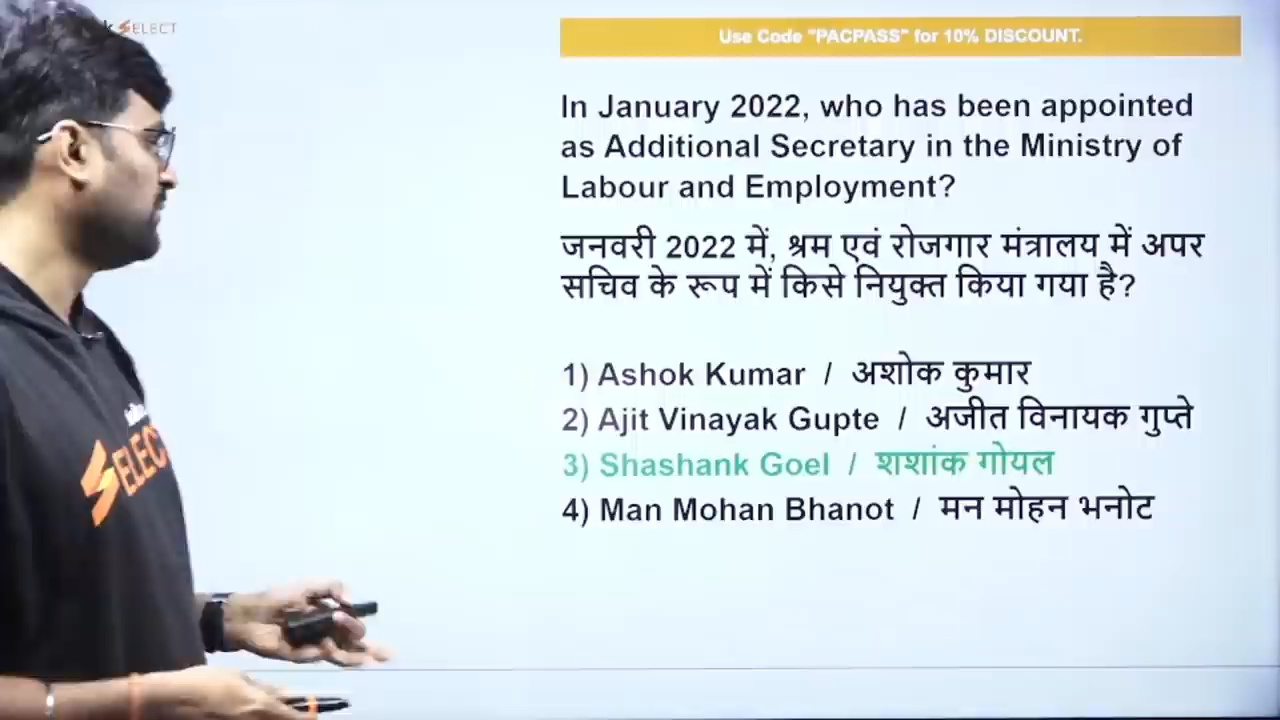 SELECT
Use Code "PACPASS" for 10% DISCOUNT.
In January 2022, who has been appointed
as Additional Secretary in the Ministry of
Labour and Employment?
जनवरी 2022 में, श्रम एवं रोजगार मंत्रालय में अपर
सचिव के रूप में किसे नियुक्त किया गया है?
1) Ashok Kumar / अशोक कुमार
2) Ajit Vinayak Gupte / अजीत विनायक गुप्ते
3) Shashank Goel / शशांक गोयल
4) Man Mohan Bhanot / मन मोहन भनोट
SELECT